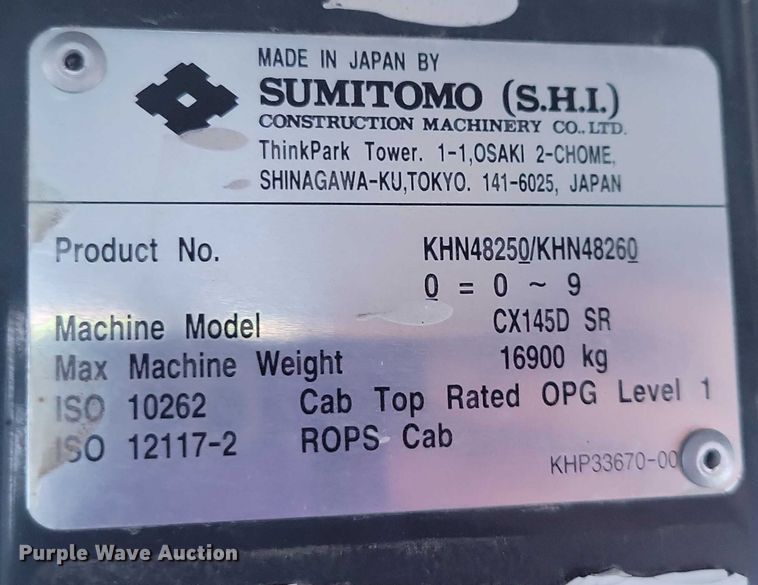 MADE IN JAPAN BY
SUMITOMO (S.H.I.)
CONSTRUCTION MACHINERY CO., LTD.
ThinkPark Tower. 1-1,OSAKI 2-CHOME,
SHINAGAWA-KU,TOKYO. 141-6025, JAPAN
Product No. KHN48250/KHN48260
0 = 0 ~ 9
Machine Model CX145D SR
Max Machine Weight 16900 kg
ISO 10262 Cab Top Rated OPG Level 1
ISO 12117-2 ROPS Cab
KHP33670-00
Purple Wave Auction